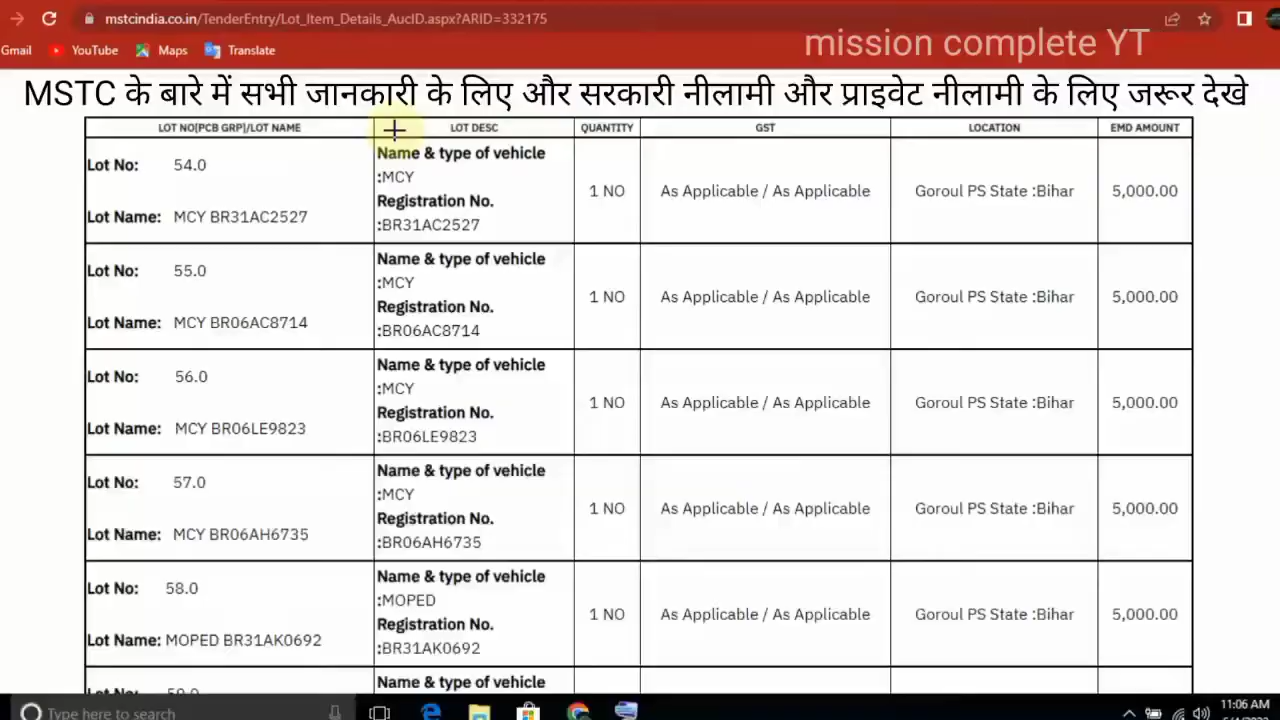 mstcindia.co.in/TenderEntry/Lot_Item_Details_AucID.aspx?ARID=332175
Gmail YouTube Maps Translate
mission complete YT
MSTC के बारे में सभी जानकारी के लिए और सरकारी नीलामी और प्राइवेट नीलामी के लिए जरूर देखे
LOT NO[PCB GRP]/LOT NAME LOT DESC QUANTITY GST LOCATION EMD AMOUNT
Lot No: 54.0
Lot Name: MCY BR31AC2527
Name & type of vehicle
:MCY
Registration No.
:BR31AC2527
1 NO As Applicable / As Applicable Goroul PS State :Bihar 5,000.00
Lot No: 55.0
Lot Name: MCY BR06AC8714
Name & type of vehicle
:MCY
Registration No.
:BR06AC8714
1 NO As Applicable / As Applicable Goroul PS State :Bihar 5,000.00
Lot No: 56.0
Lot Name: MCY BR06LE9823
Name & type of vehicle
:MCY
Registration No.
:BR06LE9823
1 NO As Applicable / As Applicable Goroul PS State :Bihar 5,000.00
Lot No: 57.0
Lot Name: MCY BR06AH6735
Name & type of vehicle
:MCY
Registration No.
:BR06AH6735
1 NO As Applicable / As Applicable Goroul PS State :Bihar 5,000.00
Lot No: 58.0
Lot Name: MOPED BR31AK0692
Name & type of vehicle
:MOPED
Registration No.
:BR31AK0692
1 NO As Applicable / As Applicable Goroul PS State :Bihar 5,000.00
Lot No: 59.0
Name & type of vehicle
Type here to search
11:06 AM